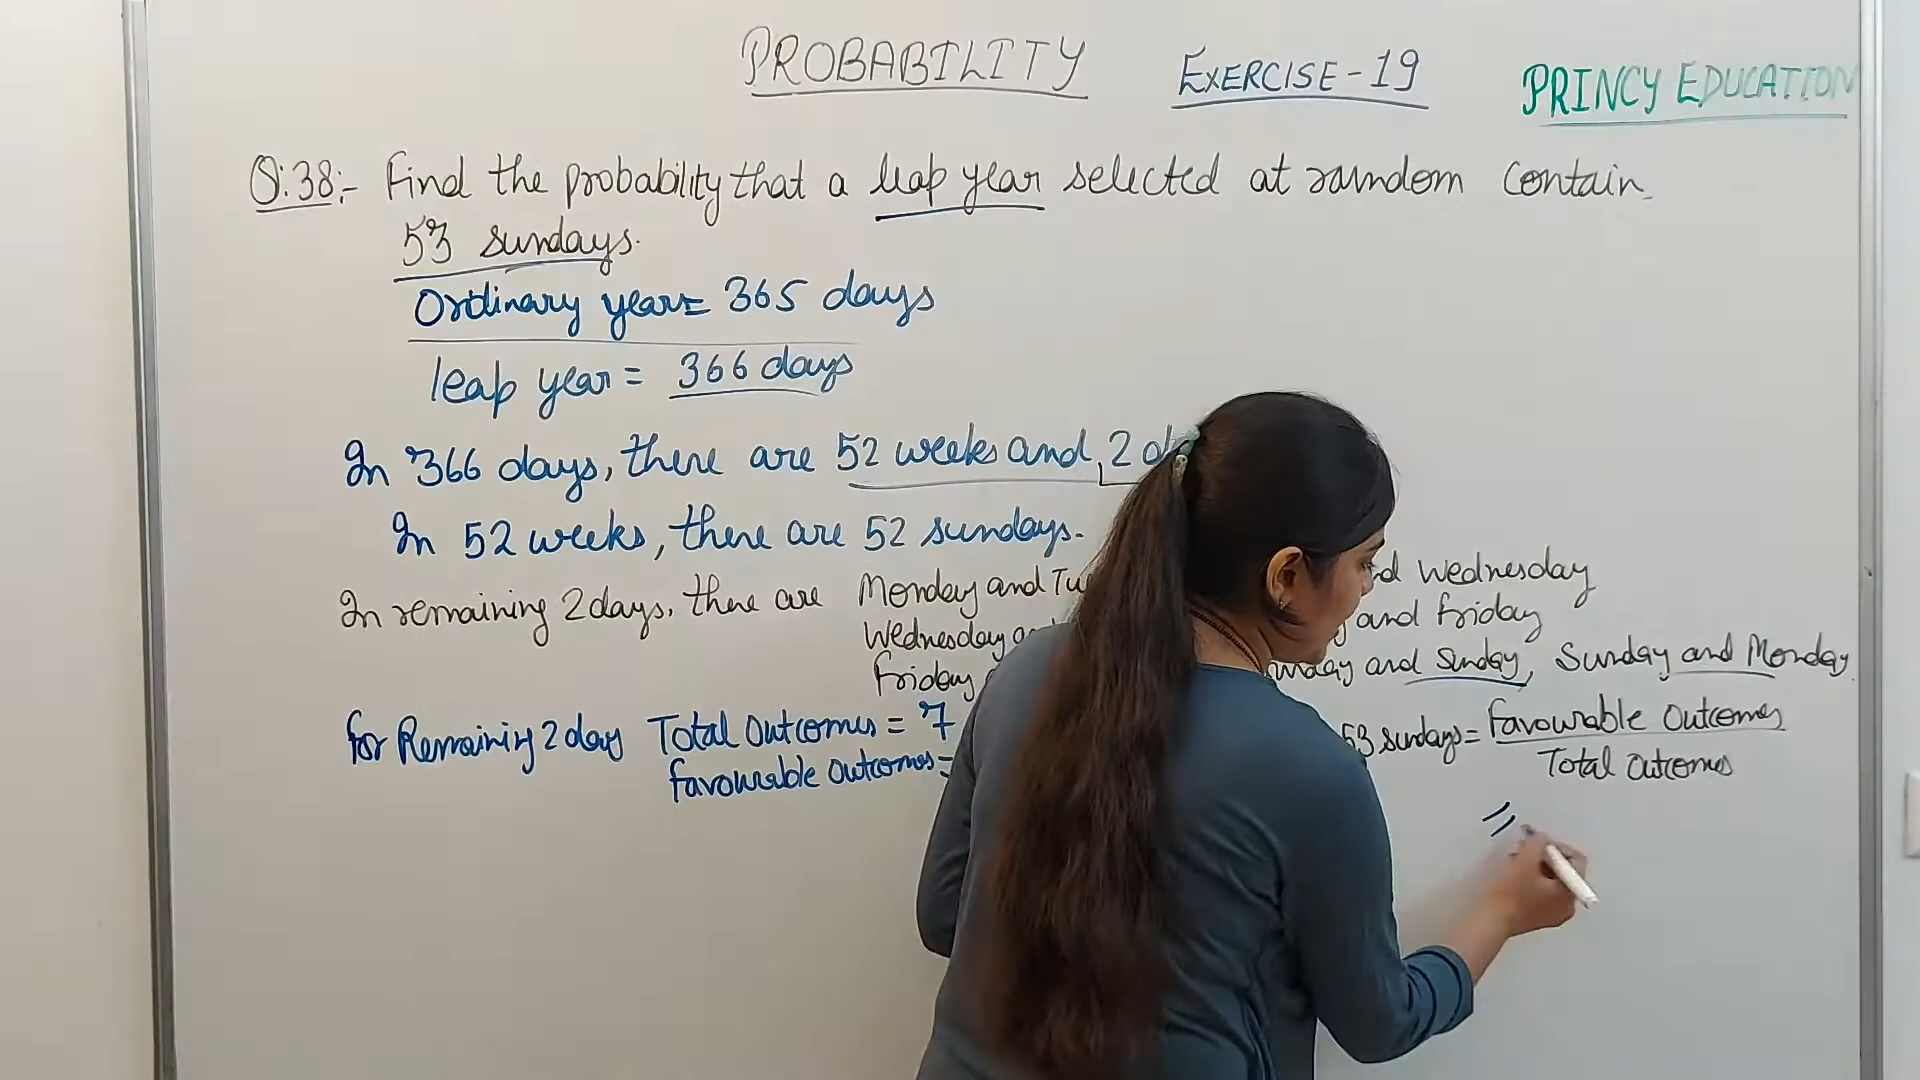 PROBABILITY EXERCISE-19 PRINCY EDUCATION
Q.38:- Find the probability that a leap year selected at random contain
53 sundays.
Ordinary year= 365 days
leap year = 366 days
In 366 days, there are 52 weeks and 2
In 52 weeks, there are 52 sundays.
In remaining 2 days, there are Monday and Wednesday
Wednesday and Friday
Friday and Sunday, Sunday and Monday
for Remaining 2 day Total Outcomes = 7 53 sundays = Favourable Outcomes
favourable outcomes= Total outcomes
=